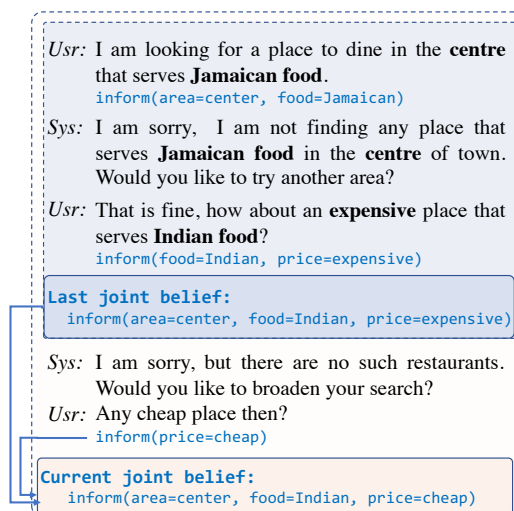 Usr: I am looking for a place to dine in the centre
that serves Jamaican food.
inform(area=center, food=Jamaican)
Sys: I am sorry, I am not finding any place that
serves Jamaican food in the centre of town.
Would you like to try another area?
Usr: That is fine, how about an expensive place that
serves Indian food?
inform(food=Indian, price=expensive)
Last joint belief:
inform(area=center, food=Indian, price=expensive)
Sys: I am sorry, but there are no such restaurants.
Would you like to broaden your search?
Usr: Any cheap place then?
inform(price=cheap)
Current joint belief:
inform(area=center, food=Indian, price=cheap)